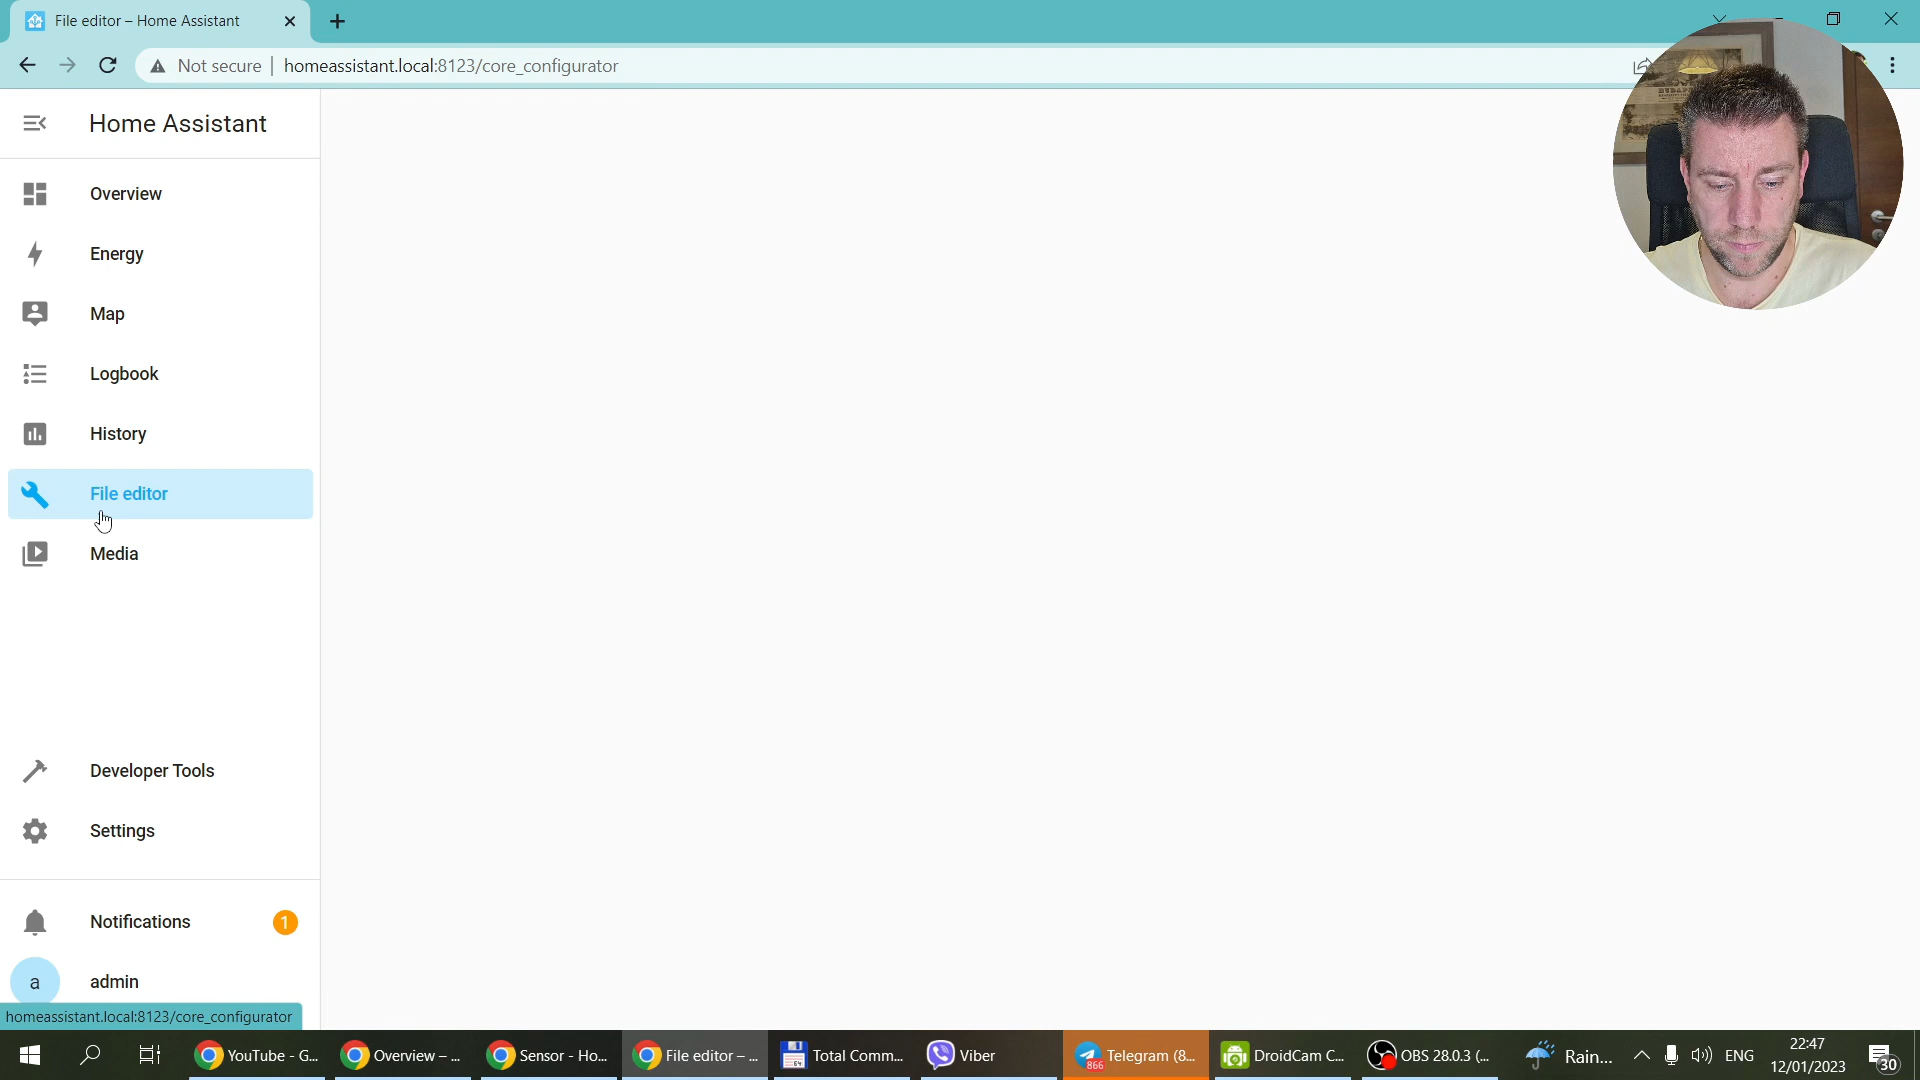 File editor – Home Assistant
Not secure
homeassistant.local:8123/core_configurator
Home Assistant
Overview
Energy
Map
Logbook
History
File editor
Media
Developer Tools
Settings
Notifications
1
a
admin
homeassistant.local:8123/core_configurator
YouTube - G...
Overview – ...
Sensor - Ho...
File editor – ...
Total Comm...
Viber
866
Telegram (8...
DroidCam C...
OBS 28.0.3 (...
Rain...
ENG
22:47
12/01/2023
30